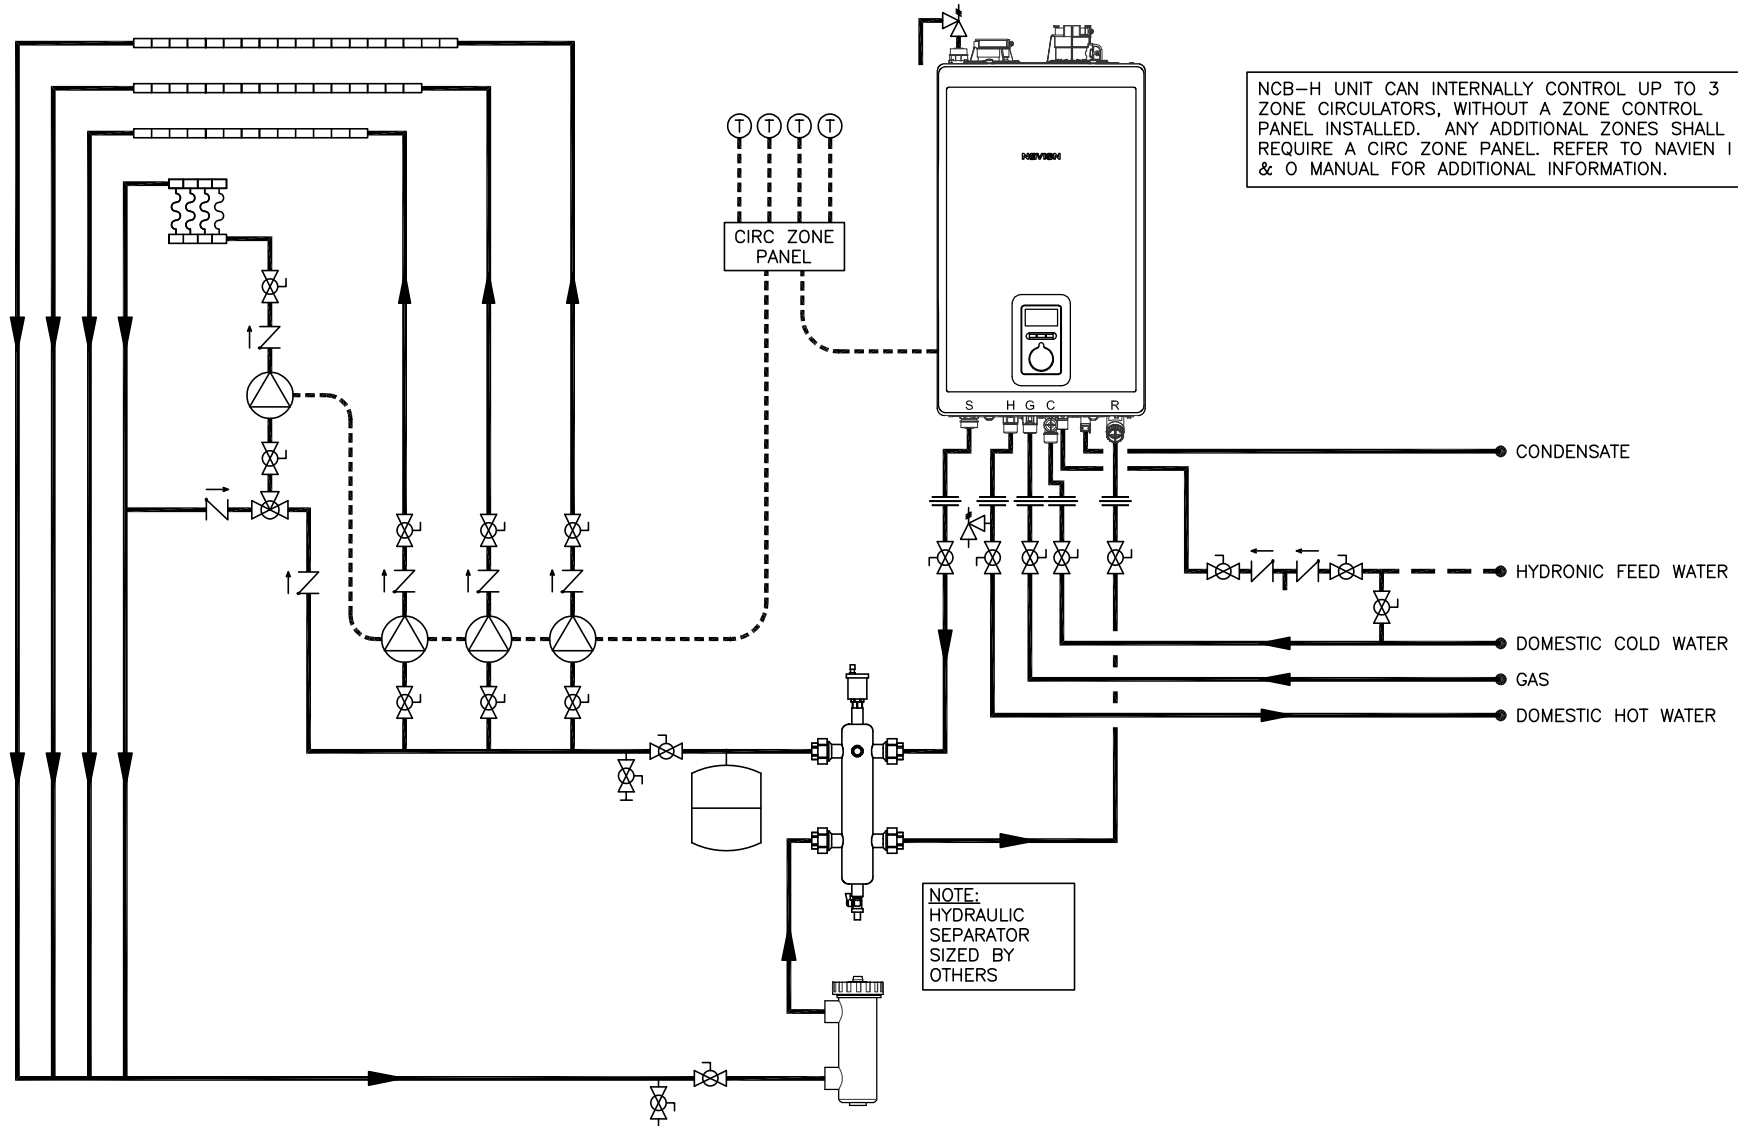 NCB-H UNIT CAN INTERNALLY CONTROL UP TO 3
ZONE CIRCULATORS, WITHOUT A ZONE CONTROL
PANEL INSTALLED. ANY ADDITIONAL ZONES SHALL
REQUIRE A CIRC ZONE PANEL. REFER TO NAVIEN I
& O MANUAL FOR ADDITIONAL INFORMATION.
T T T T
NAVIEN
CIRC ZONE
PANEL
S H G C R
CONDENSATE
HYDRONIC FEED WATER
DOMESTIC COLD WATER
GAS
DOMESTIC HOT WATER
NOTE:
HYDRAULIC
SEPARATOR
SIZED BY
OTHERS